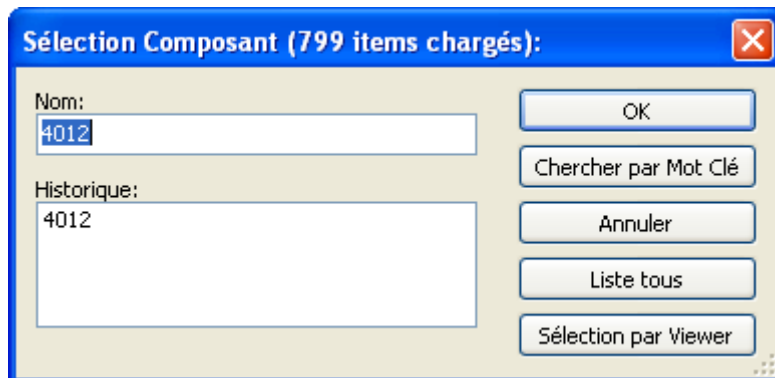 Sélection Composant (799 items chargés):
Nom:
4012
Historique:
4012
OK
Chercher par Mot Clé
Annuler
Liste tous
Sélection par Viewer